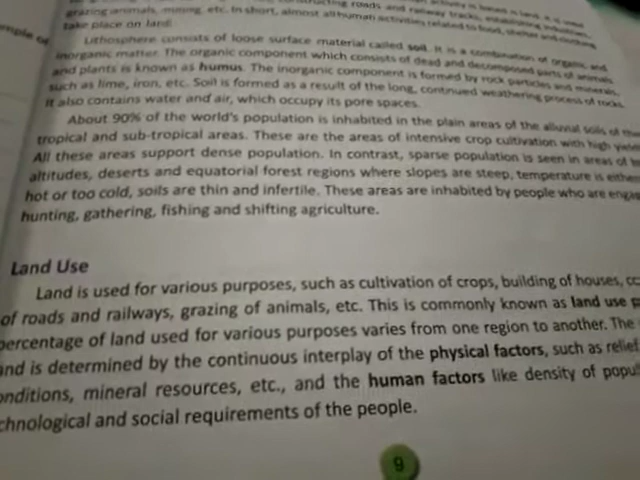 constructing roads and railway tracks, establishing industries,
grazing animals, mining, etc. In short, almost all human activities related to food, shelter and clothing
take place on land.
Lithosphere consists of loose surface material called soil. It is a combination of organic and
inorganic matter. The organic component which consists of dead and decomposed parts of animals
and plants is known as humus. The inorganic component is formed by rock particles and minerals,
such as lime, iron, etc. Soil is formed as a result of the long, continued weathering process of rocks.
It also contains water and air, which occupy its pore spaces.
About 90% of the world's population is inhabited in the plain areas of the alluvial soils of
tropical and sub-tropical areas. These are the areas of intensive crop cultivation with high
All these areas support dense population. In contrast, sparse population is seen in areas of
altitudes, deserts and equatorial forest regions where slopes are steep, temperature is either
hot or too cold, soils are thin and infertile. These areas are inhabited by people who are
hunting, gathering, fishing and shifting agriculture.
Land Use
Land is used for various purposes, such as cultivation of crops, building of houses,
of roads and railways, grazing of animals, etc. This is commonly known as land use
percentage of land used for various purposes varies from one region to another. The
and is determined by the continuous interplay of the physical factors, such as relief
onditions, mineral resources, etc., and the human factors like density of popul
chnological and social requirements of the people.
9